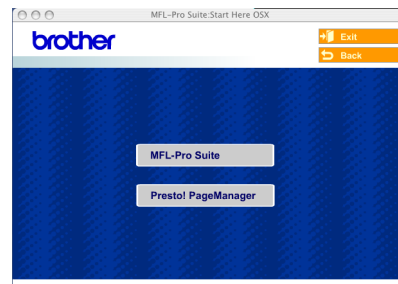 MFL-Pro Suite:Start Here OSX
brother
Exit
Back
MFL-Pro Suite
Presto! PageManager